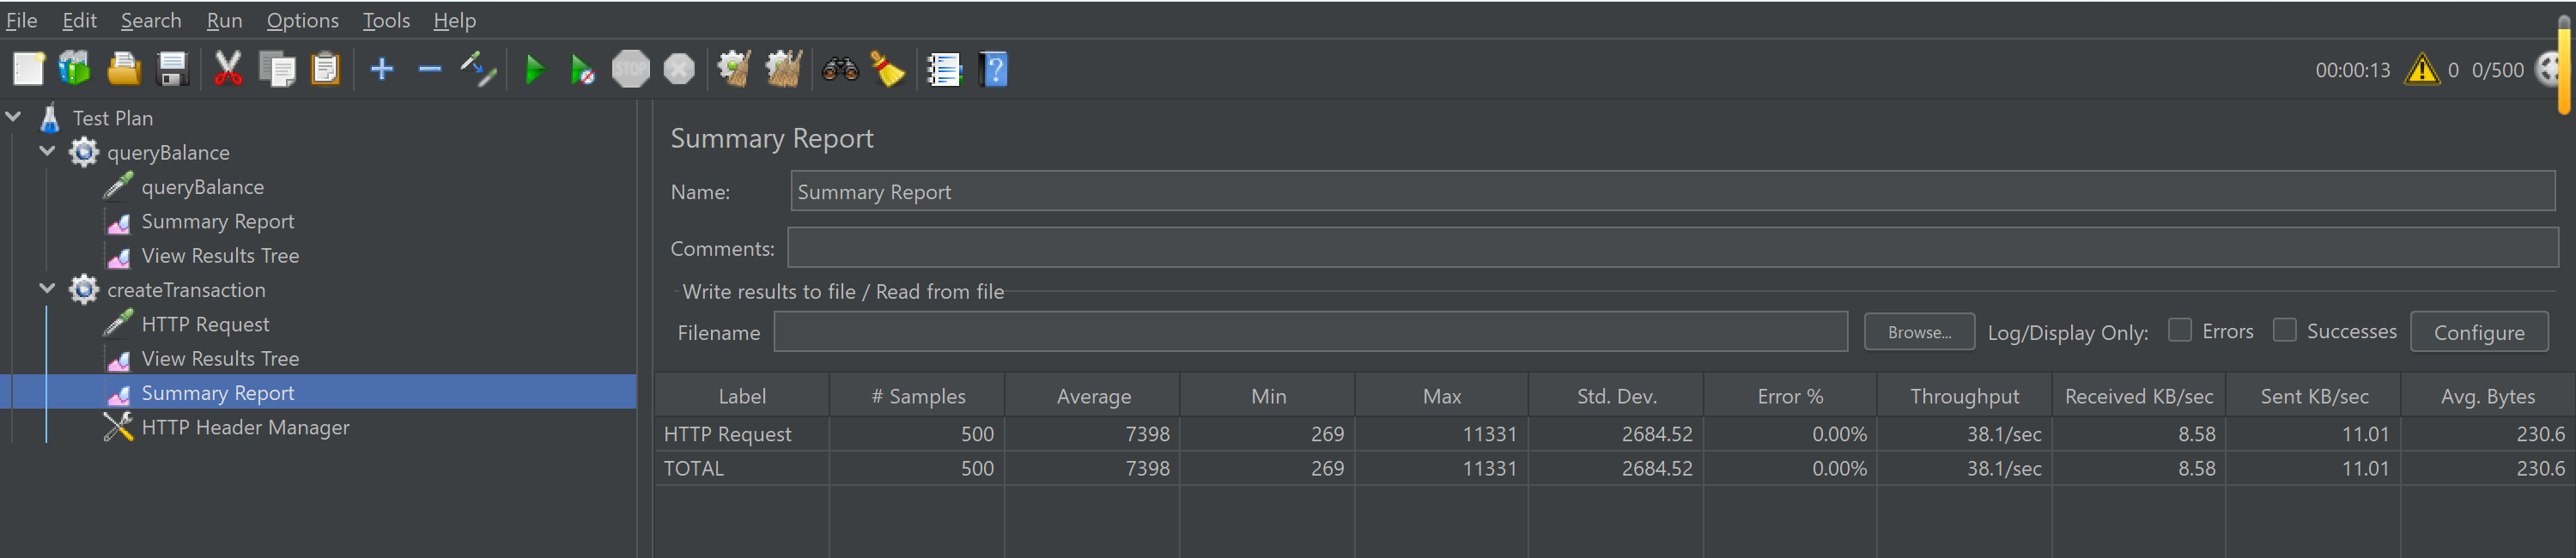 File Edit Search Run Options Tools Help
STOP
00:00:13 0 0/500
Test Plan
queryBalance
queryBalance
Summary Report
View Results Tree
createTransaction
HTTP Request
View Results Tree
Summary Report
HTTP Header Manager
Summary Report
Name: Summary Report
Comments:
Write results to file / Read from file
Filename Browse... Log/Display Only: Errors Successes Configure
Label # Samples Average Min Max Std. Dev. Error % Throughput Received KB/sec Sent KB/sec Avg. Bytes
HTTP Request 500 7398 269 11331 2684.52 0.00% 38.1/sec 8.58 11.01 230.6
TOTAL 500 7398 269 11331 2684.52 0.00% 38.1/sec 8.58 11.01 230.6